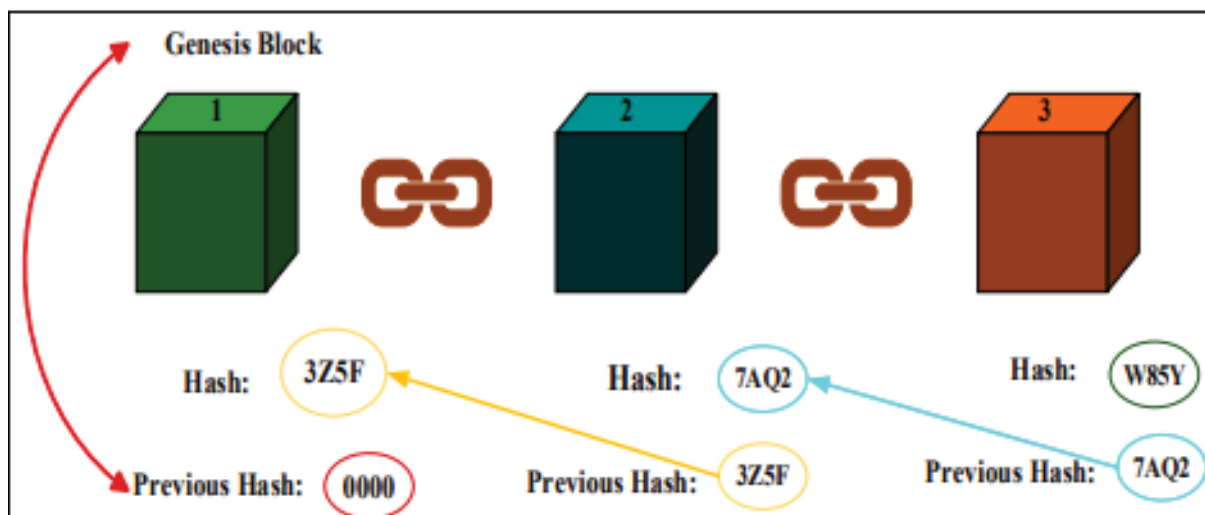 Genesis Block
1 2 3
Hash: 3Z5F Hash: 7AQ2 Hash: W85Y
Previous Hash: 0000 Previous Hash: 3Z5F Previous Hash: 7AQ2